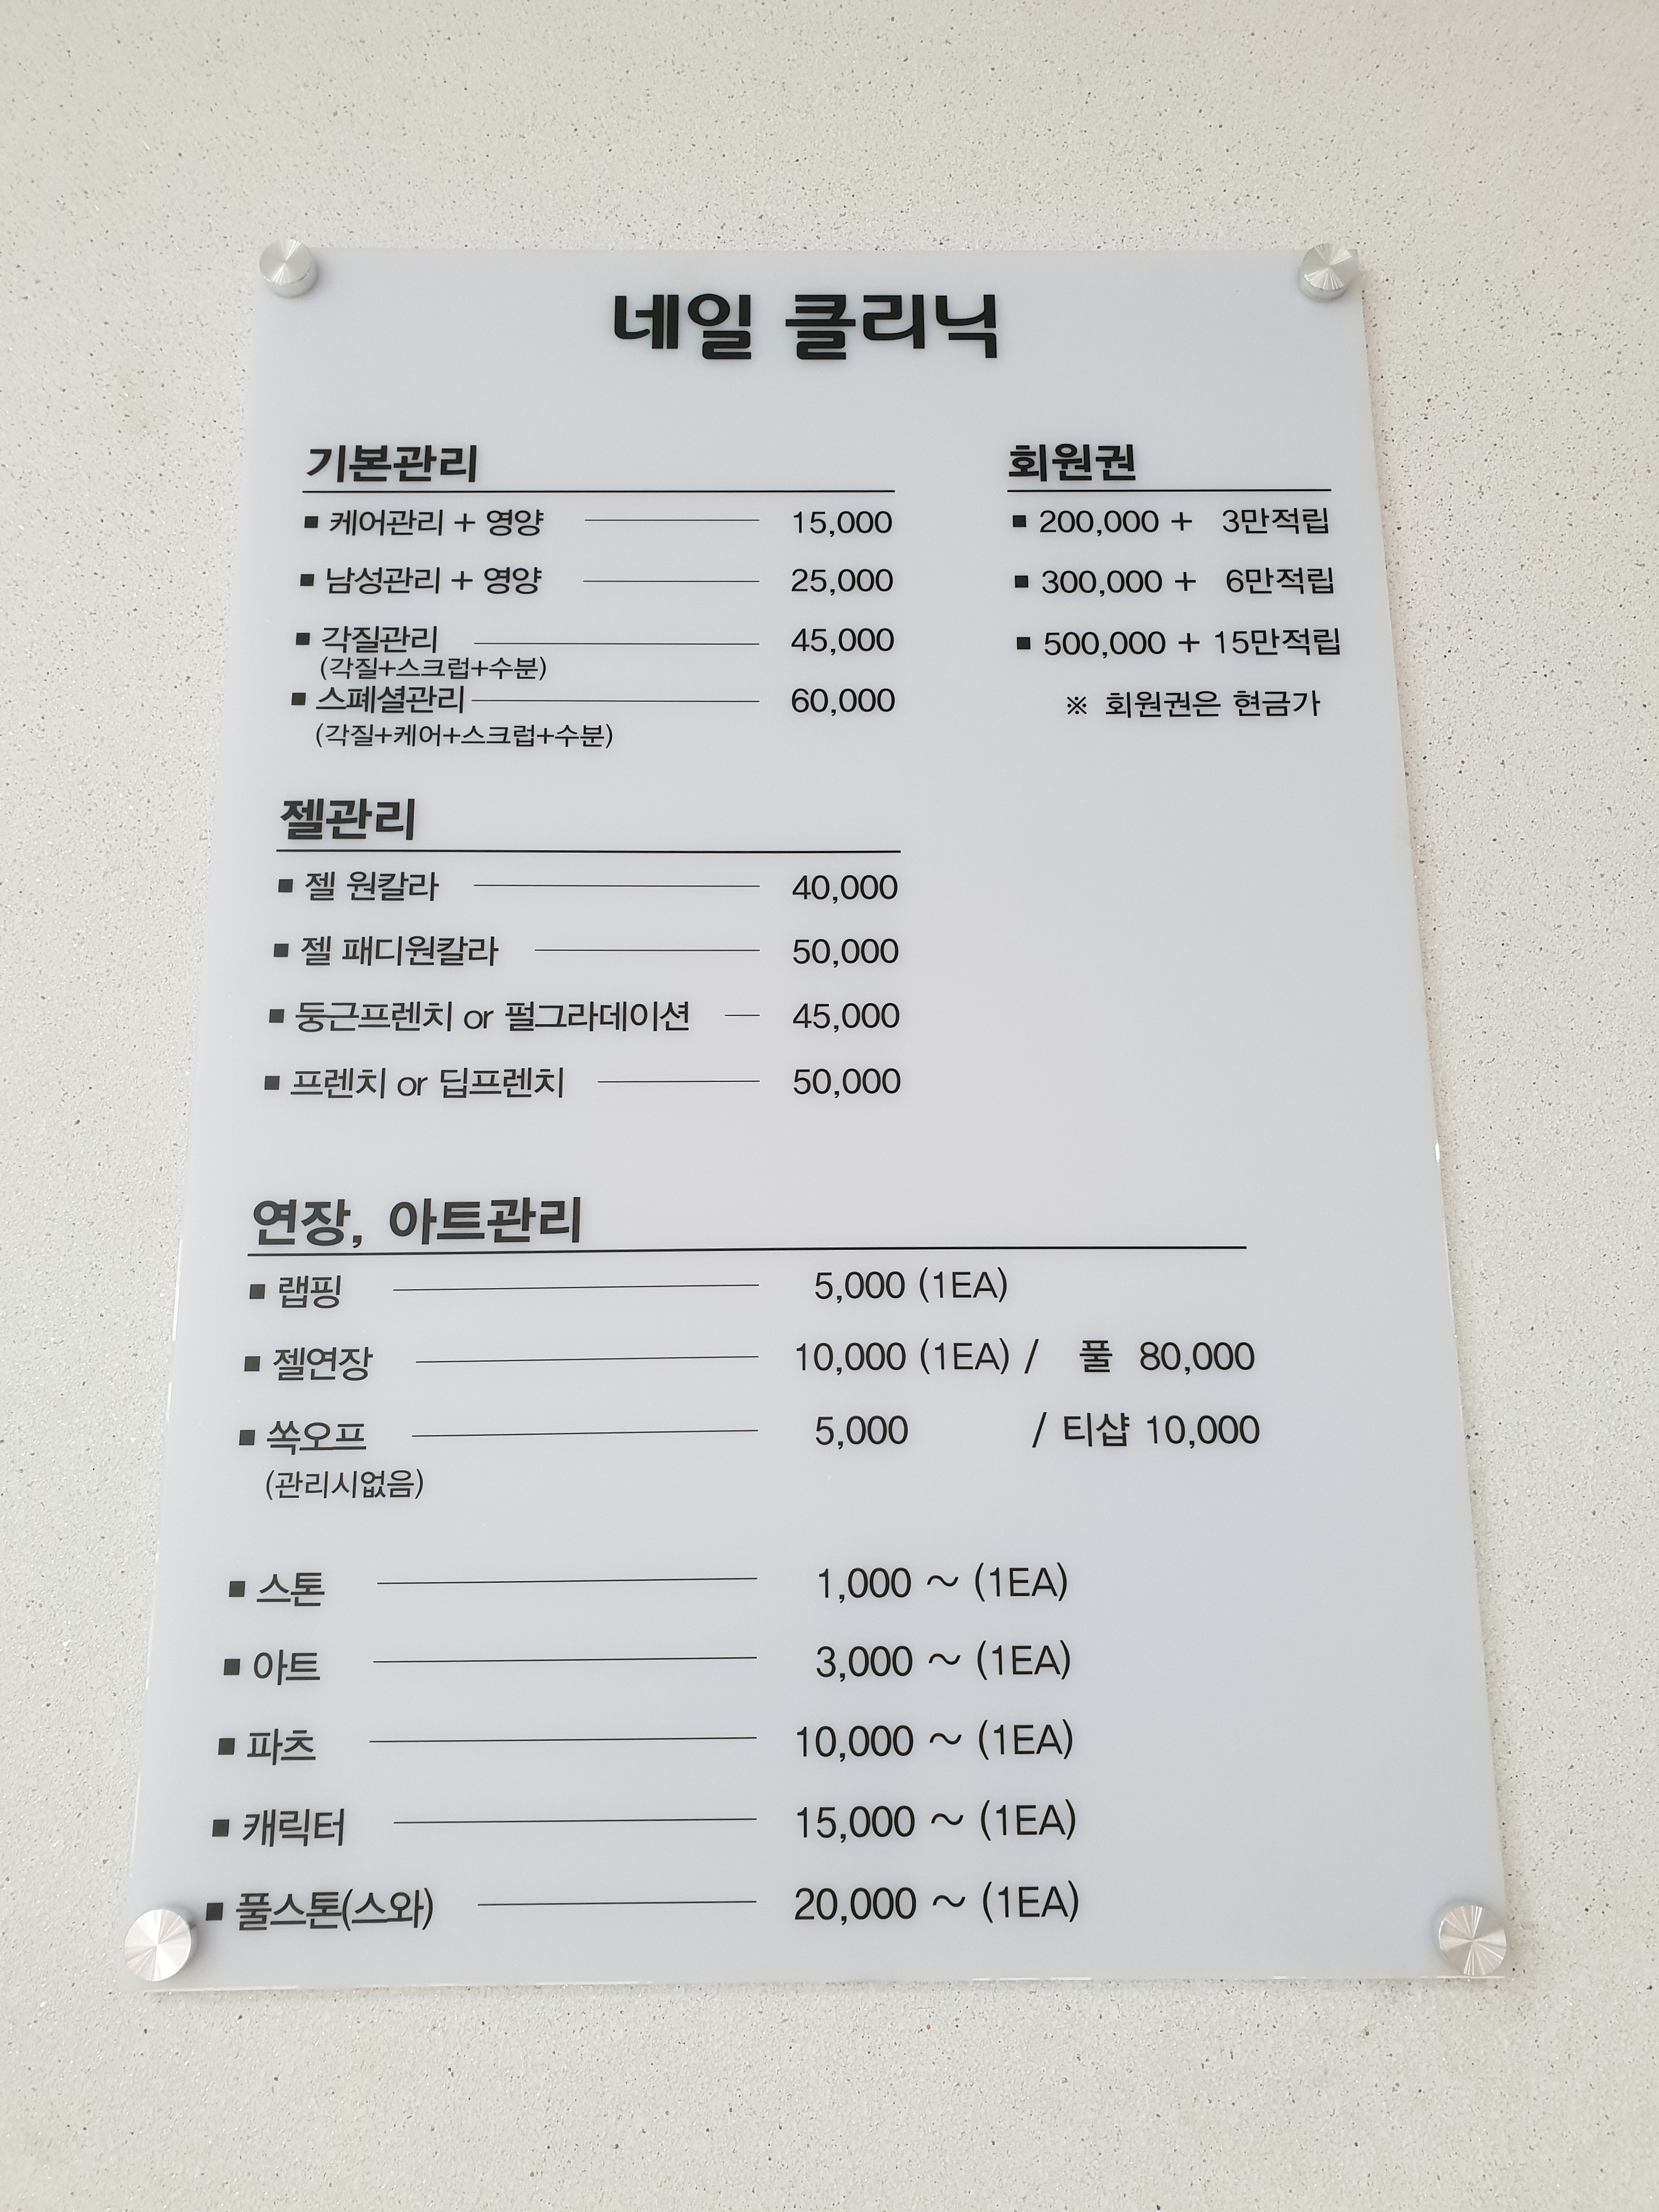 네일 클리닉
기본관리
■ 케어관리 + 영양 15,000
■ 남성관리 + 영양 25,000
■ 각질관리 45,000
(각질+스크럽+수분)
■ 스폐셜관리 60,000
(각질+케어+스크럽+수분)
회원권
■ 200,000 + 3만적립
■ 300,000 + 6만적립
■ 500,000 + 15만적립
※ 회원권은 현금가
젤관리
■ 젤 원칼라 40,000
■ 젤 패디원칼라 50,000
■ 둥근프렌치 or 펄그라데이션 45,000
■ 프렌치 or 딥프렌치 50,000
연장, 아트관리
■ 랩핑 5,000 (1EA)
■ 젤연장 10,000 (1EA) / 풀 80,000
■ 쏙오프 5,000 / 티샵 10,000
(관리시없음)
■ 스톤 1,000 ~ (1EA)
■ 아트 3,000 ~ (1EA)
■ 파츠 10,000 ~ (1EA)
■ 캐릭터 15,000 ~ (1EA)
■ 풀스톤(스와) 20,000 ~ (1EA)